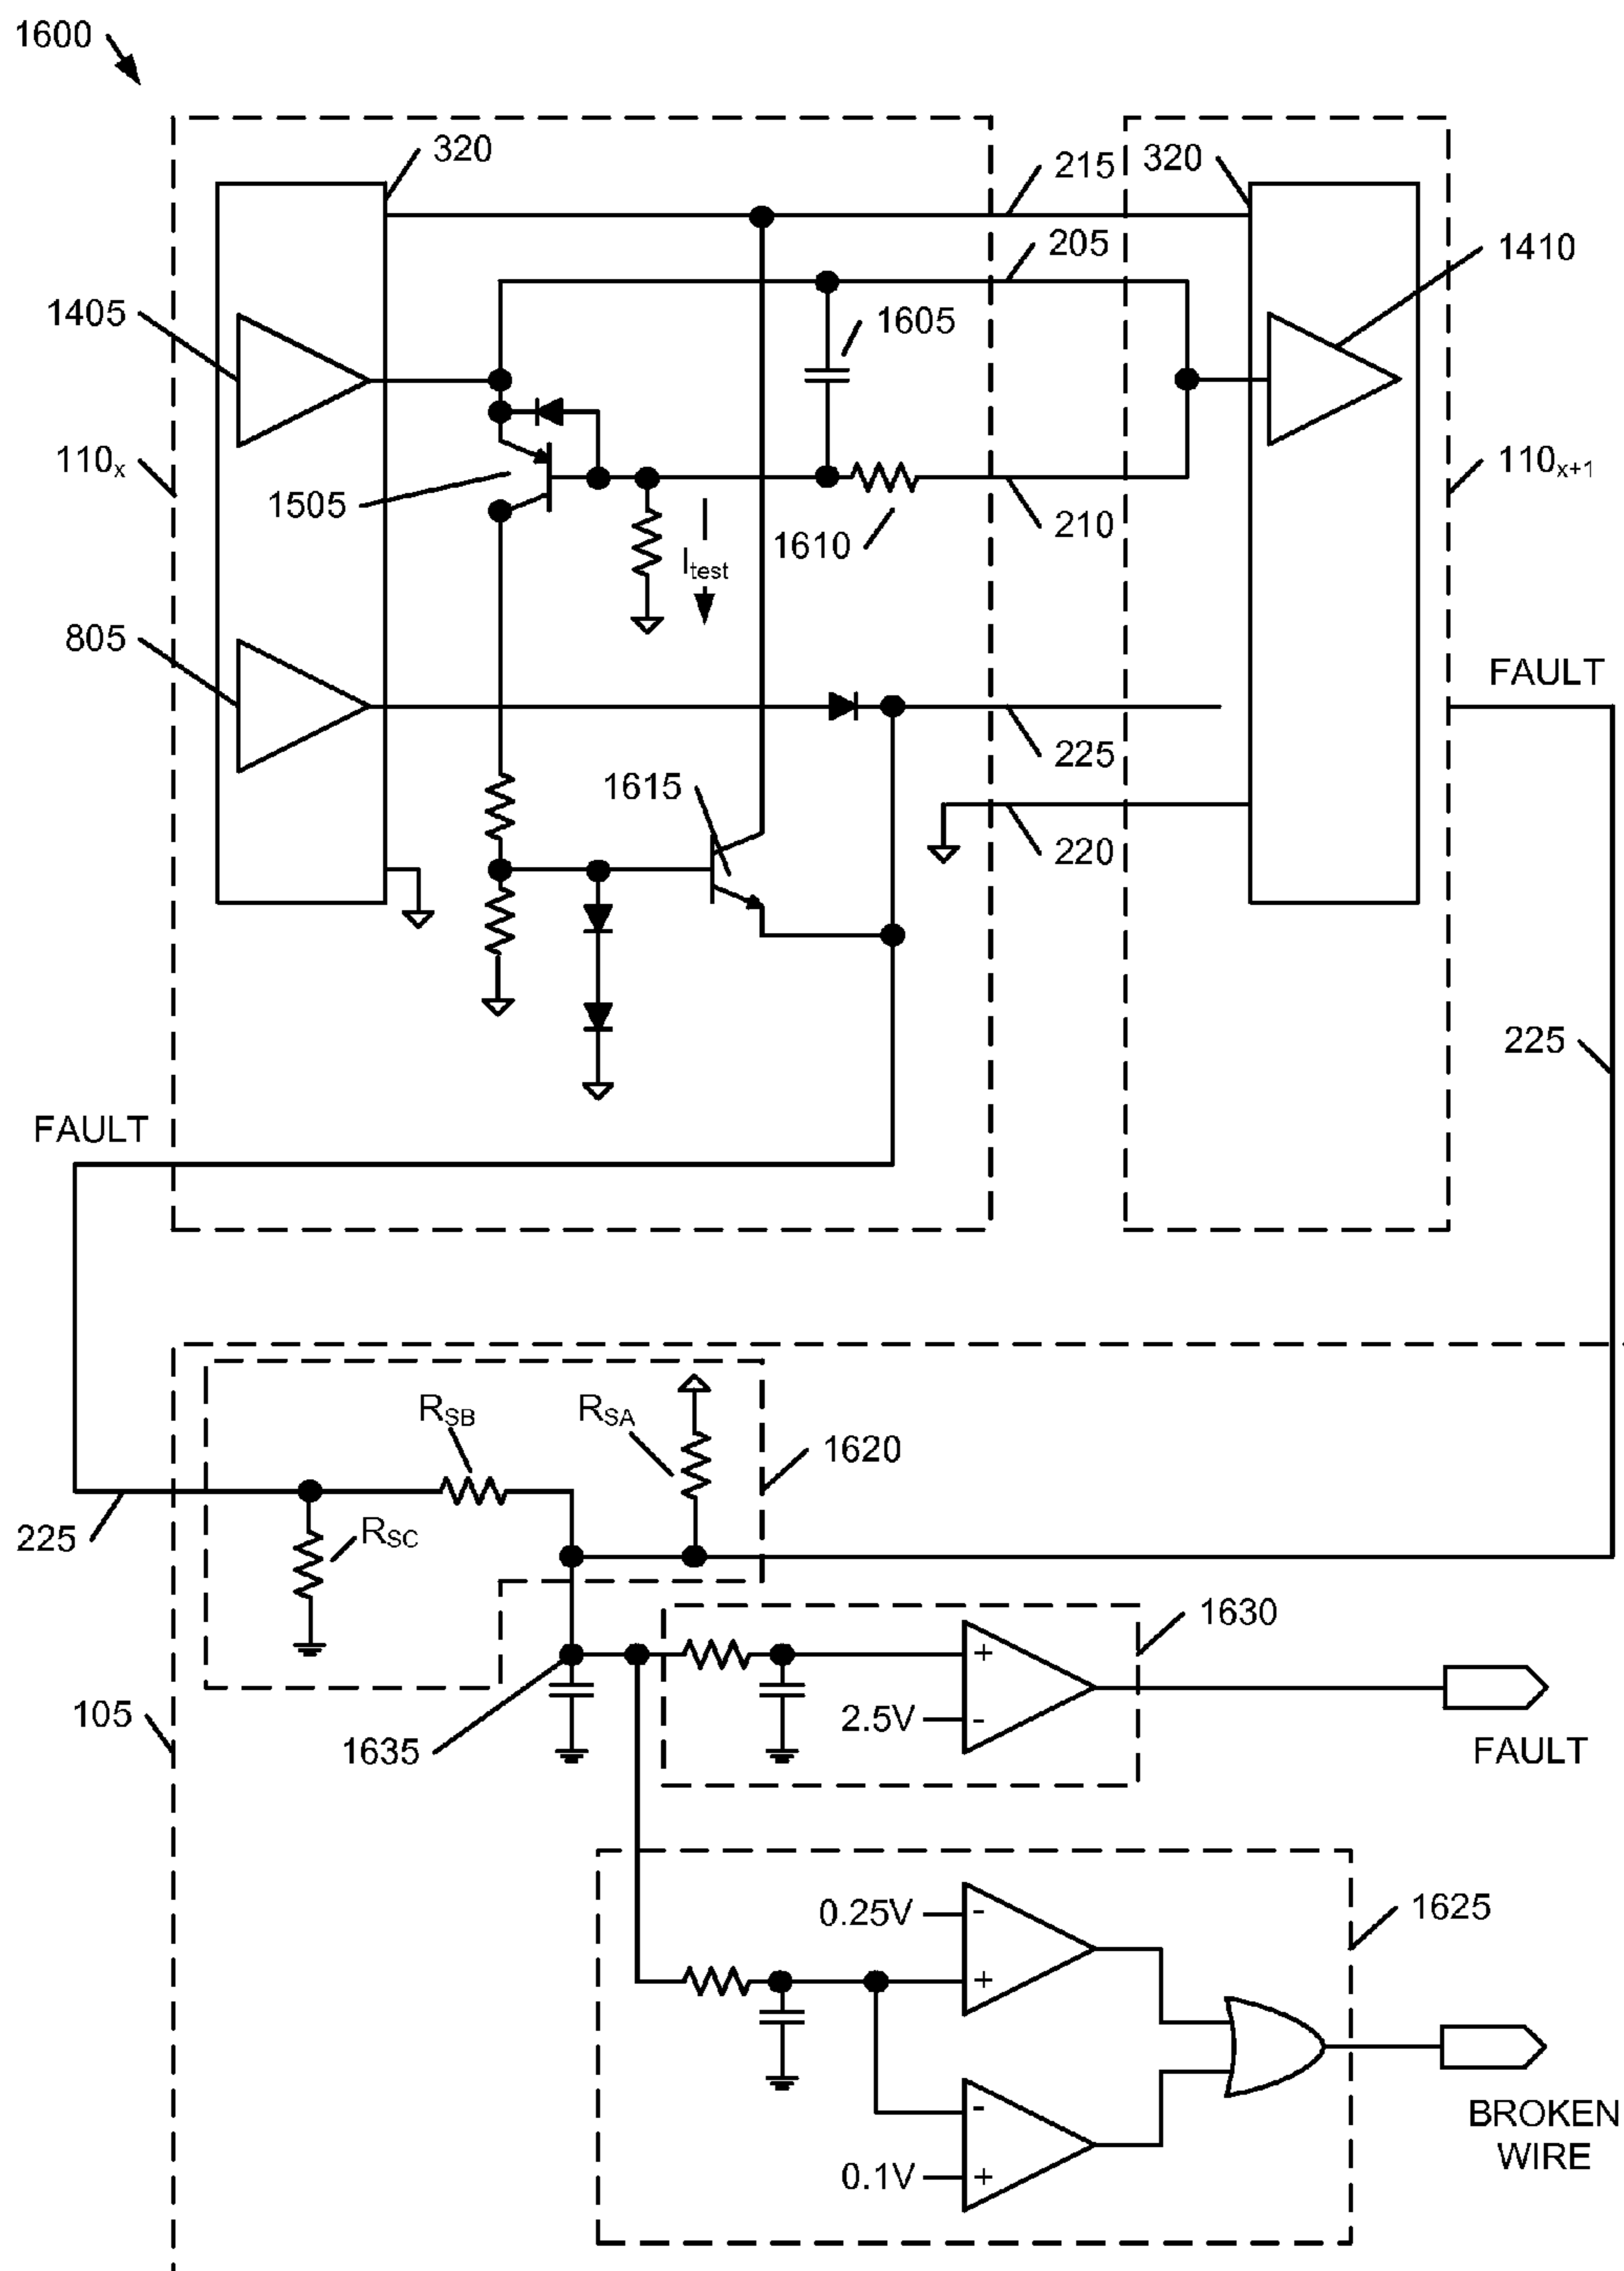 1600
320
215
320
205
1410
1405
1605
110x
1505
Itest
1610
210
110x+1
805
FAULT
225
1615
220
225
FAULT
RSB
RSA
1620
225
RSC
1630
+
105
1635
2.5V
-
FAULT
0.25V
-
1625
+
-
BROKEN
WIRE
0.1V
+